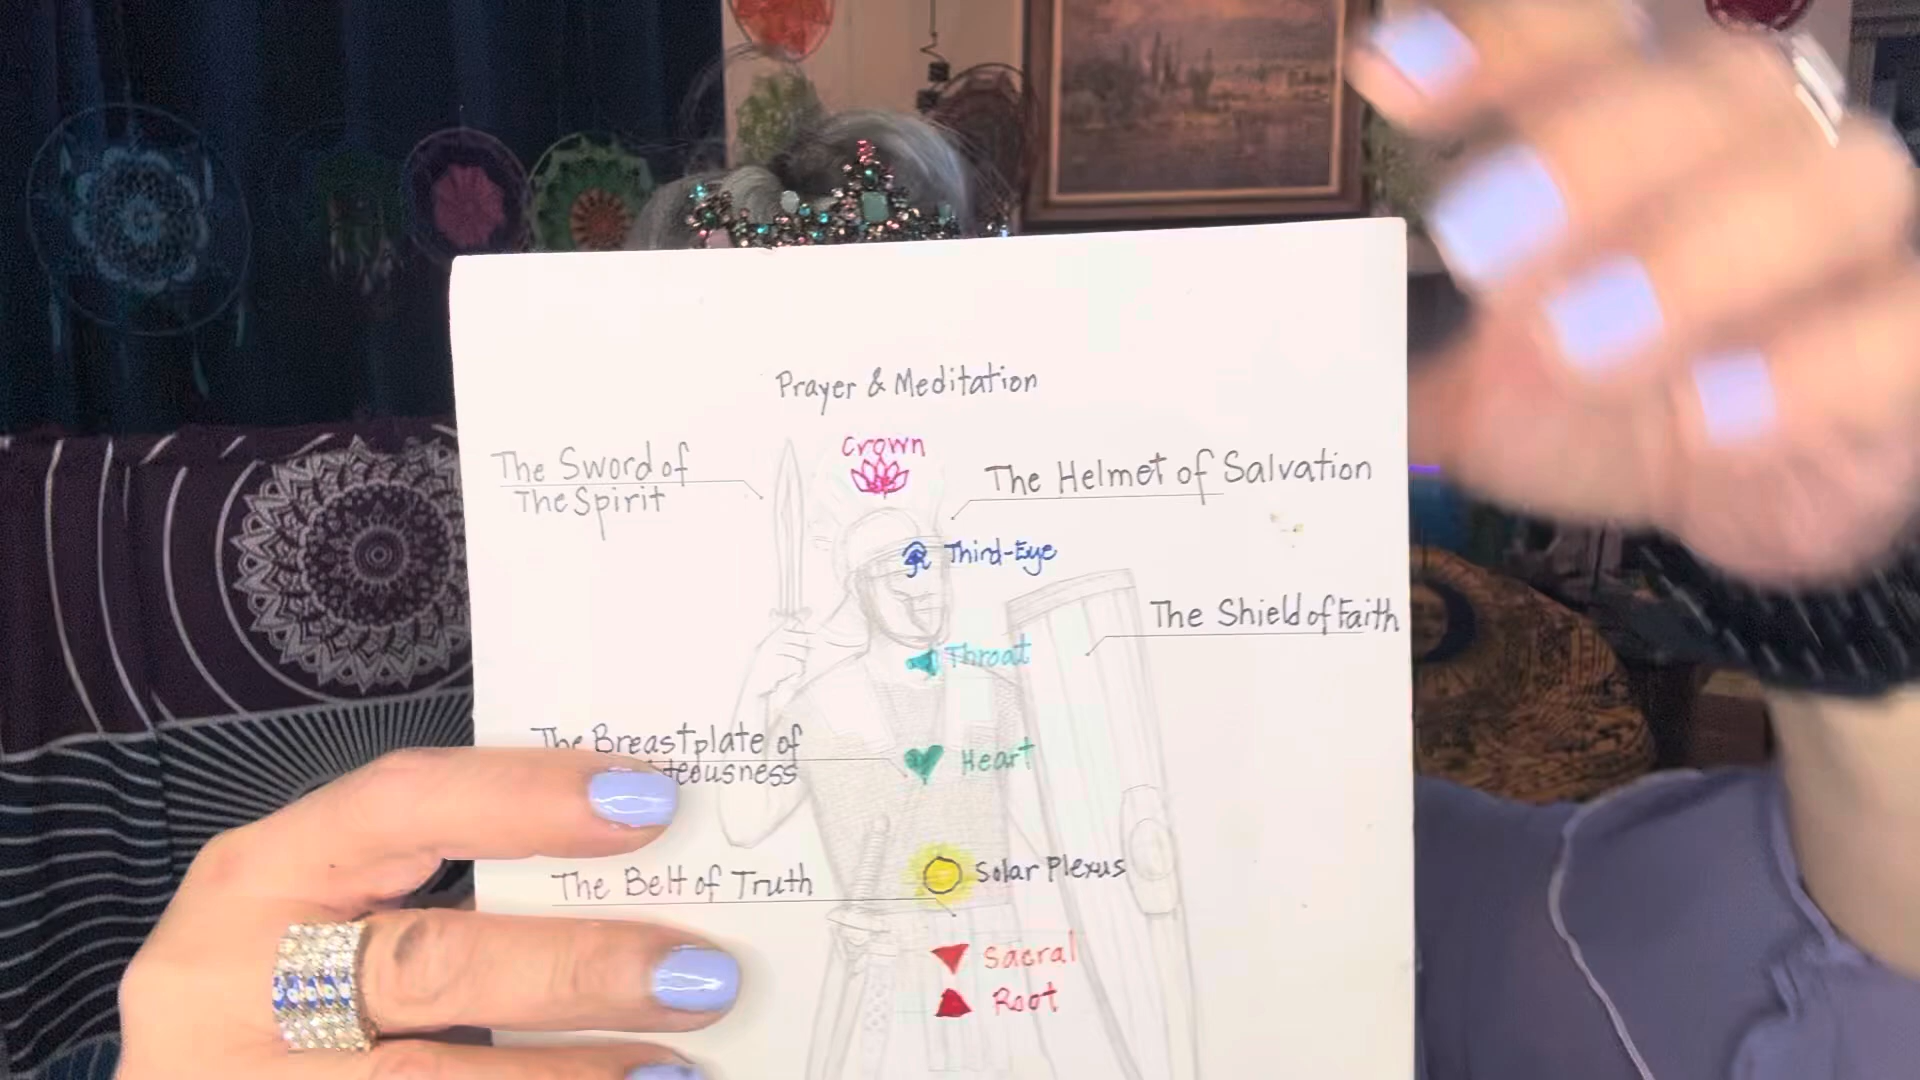 Prayer & Meditation
Crown
The Sword of
The Spirit
The Helmet of Salvation
Third-Eye
The Shield of Faith
Throat
The Breastplate of
teousness
Heart
The Belt of Truth
Solar Plexus
Sacral
Root